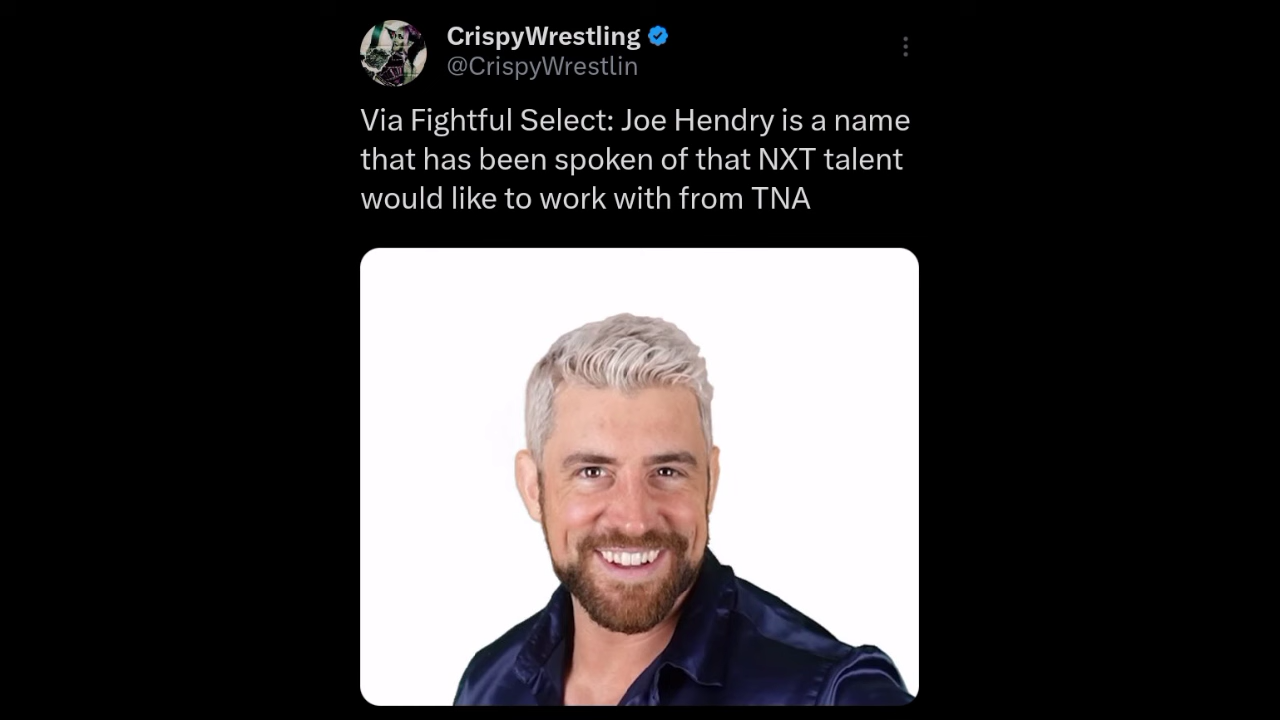 CrispyWrestling
@CrispyWrestlin
Via Fightful Select: Joe Hendry is a name
that has been spoken of that NXT talent
would like to work with from TNA